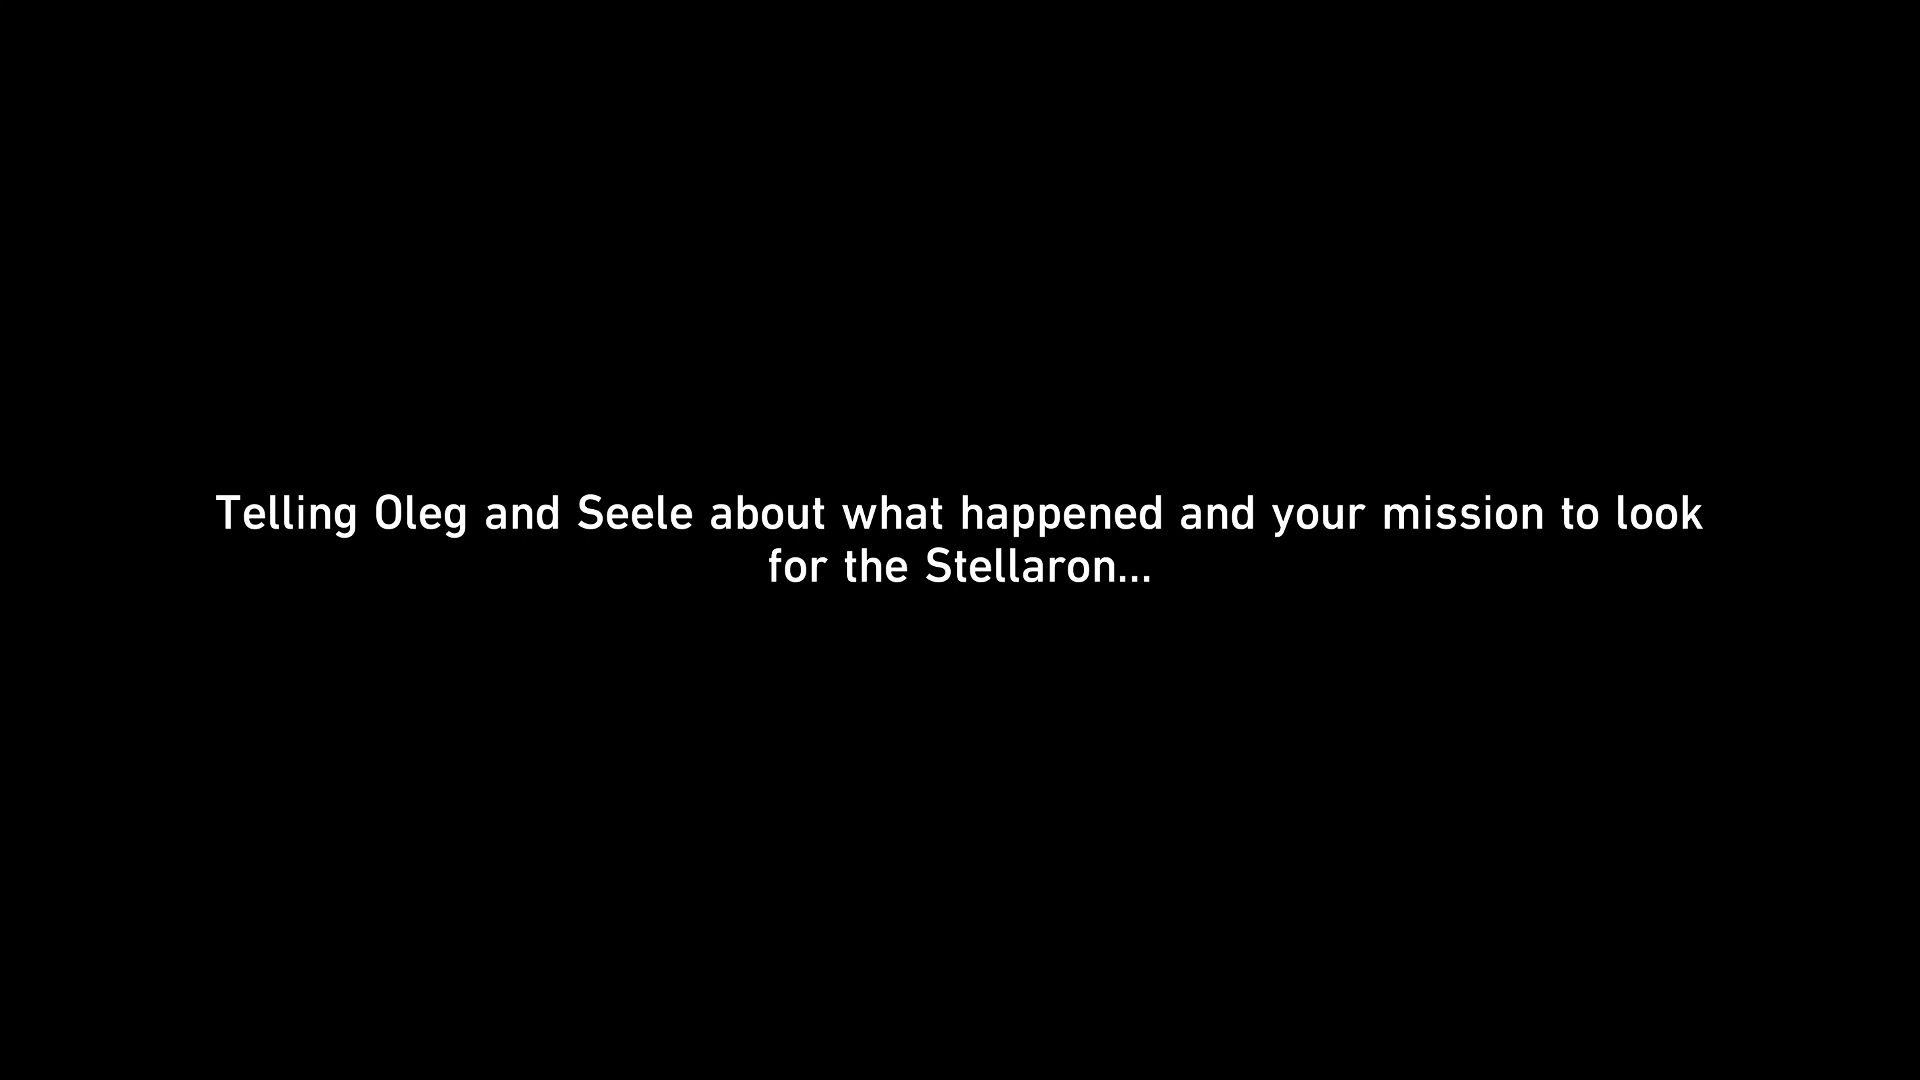 Telling Oleg and Seele about what happened and your mission to look
for the Stellaron...